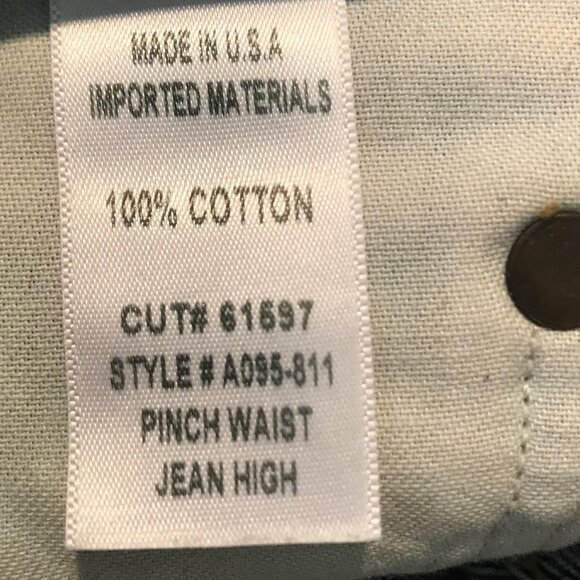 MADE IN U.S.A
IMPORTED MATERIALS
100% COTTON
CUT# 61597
STYLE # A095-811
PINCH WAIST
JEAN HIGH